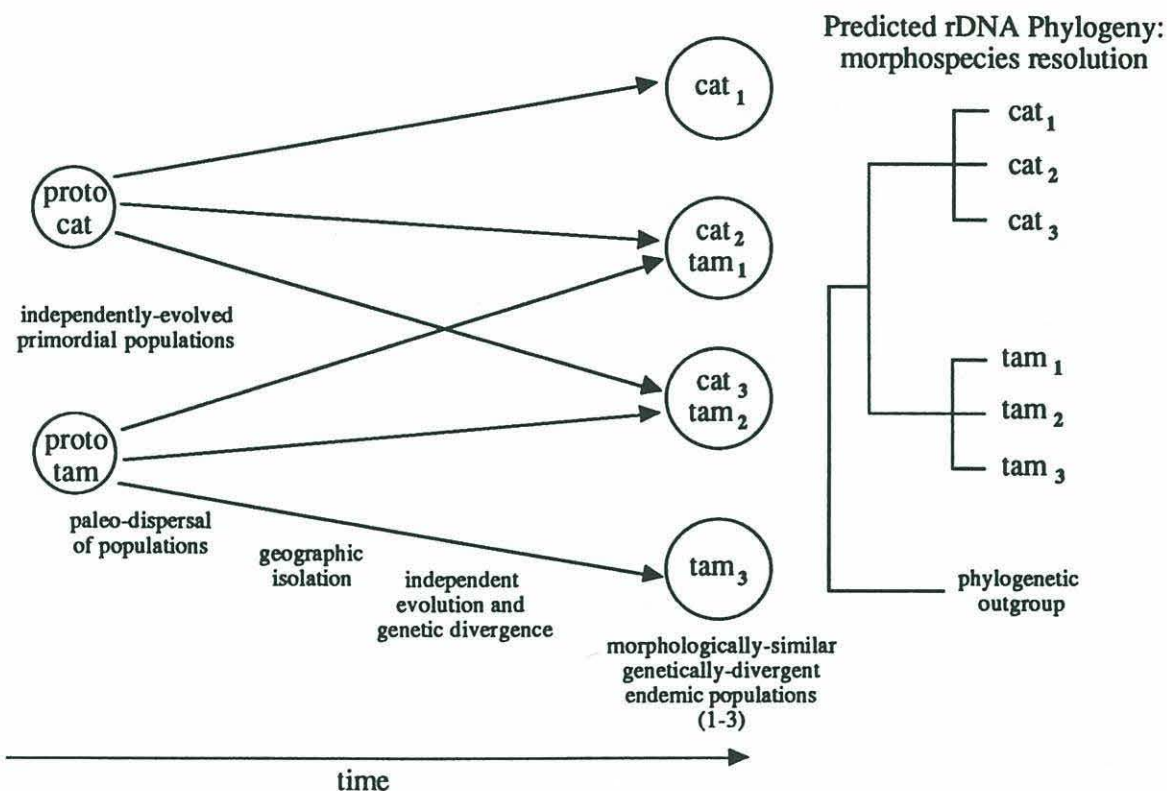 Predicted rDNA Phylogeny:
morphospecies resolution
proto
cat
independently-evolved
primordial populations
proto
tam
paleo-dispersal
of populations
geographic
isolation
independent
evolution and
genetic divergence
cat 1
cat 2
tam 1
cat 3
tam 2
tam 3
morphologically-similar
genetically-divergent
endemic populations
(1-3)
cat 1
cat 2
cat 3
tam 1
tam 2
tam 3
phylogenetic
outgroup
time